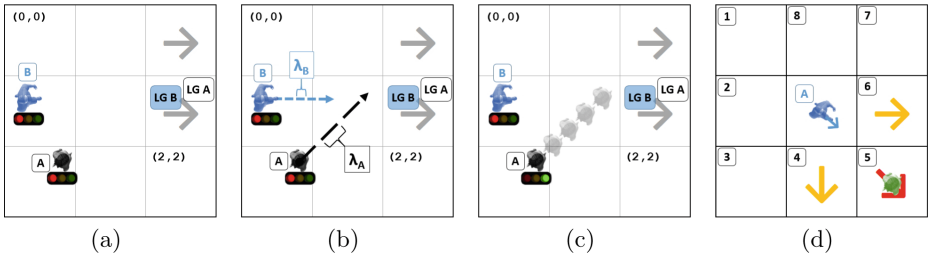 (0,0)
B
LG B
LG A
A
(2,2)
(a)
(0,0)
B
λB
LG B
LG A
A
λA
(2,2)
(b)
(0,0)
B
LG B
LG A
A
(2,2)
(c)
1
8
7
2
A
6
3
4
5
(d)